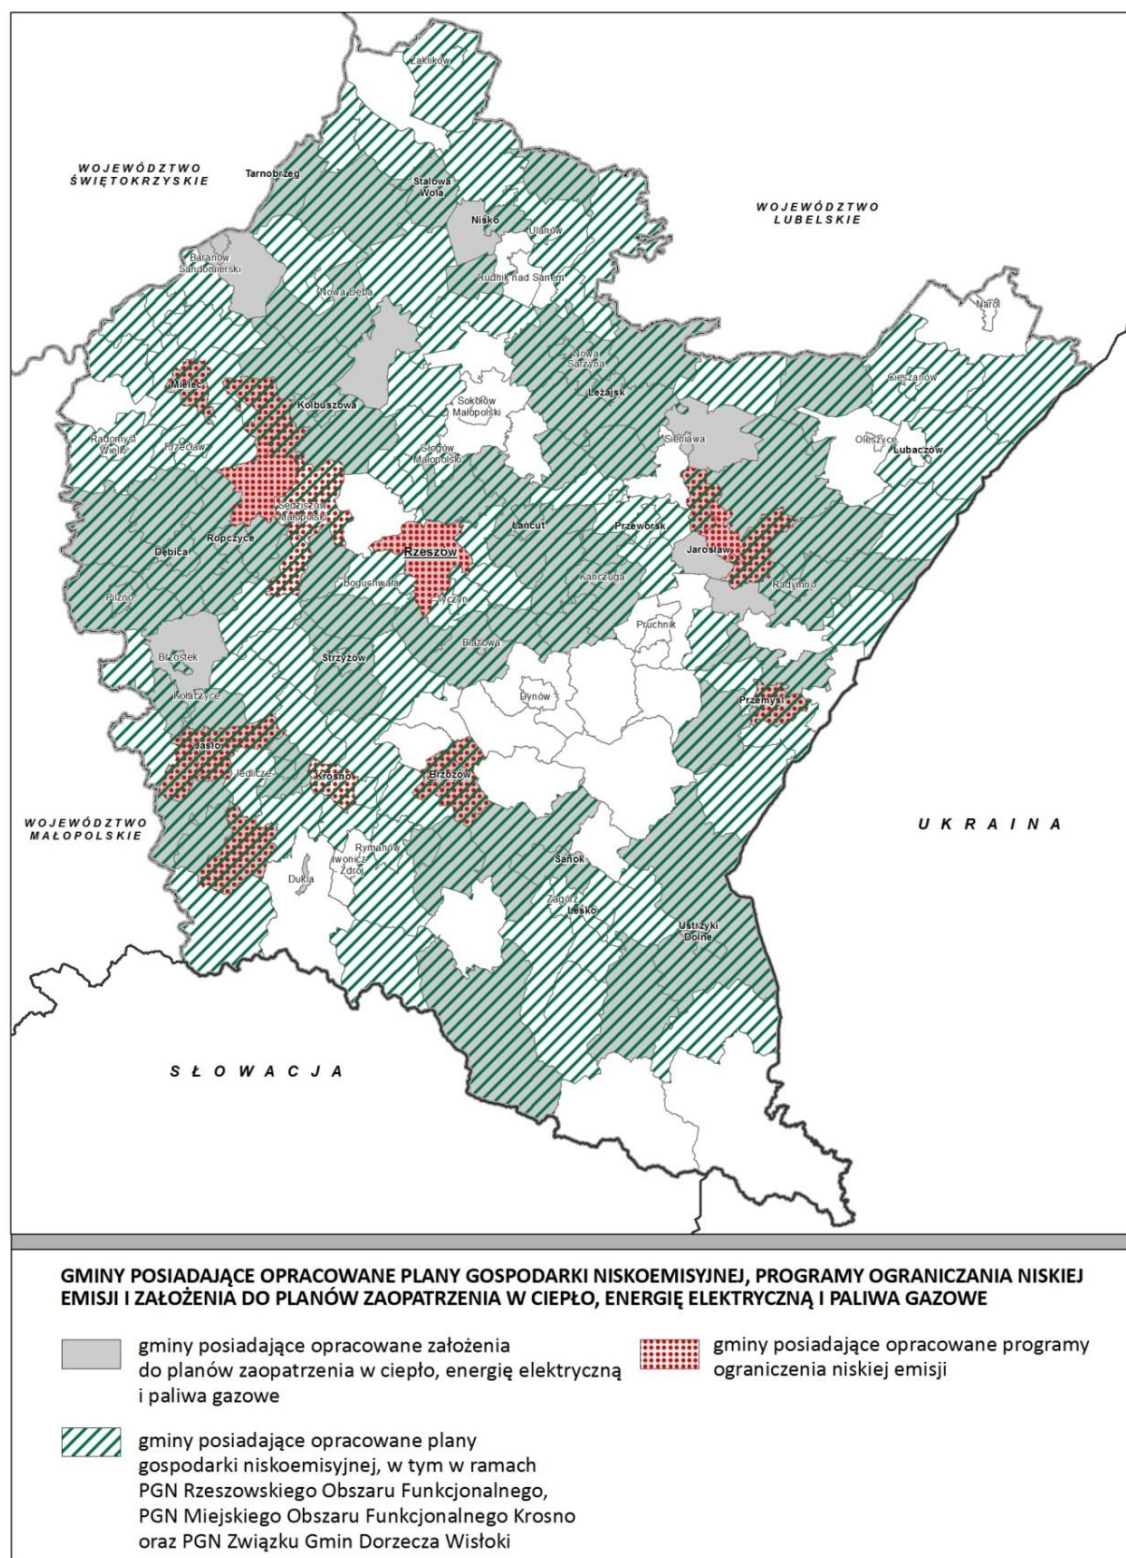 Zaklików
WOJEWÓDZTWO
ŚWIĘTOKRZYSKIE
Tarnobrzeg
Stalowa
Wola
WOJEWÓDZTWO
LUBELSKIE
Nisko
Ulanów
Baranów
Sandomierski
Rudnik nad Sanem
Nowa Dęba
Narol
Nowa
Sarzyna
Cieszanów
Mielec
Leżajsk
Kolbuszowa
Sokołów
Małopolski
Radomyśl
Wielki
Przecław
Głogów
Małopolski
Sieniawa
Oleszyce
Lubaczów
Sędziszów
Małopolski
Łańcut
Przeworsk
Ropczyce
Rzeszów
Dębica
Jarosław
Boguchwała
Kańczuga
Radymno
Pilzno
Tyczyn
Pruchnik
Błażowa
Brzostek
Strzyżów
Kołaczyce
Dynów
Przemyśl
Jasło
Jedlicze
Krosno
Brzozów
WOJEWÓDZTWO
MAŁOPOLSKIE
UKRAINA
Rymanów
Iwonicz
- Zdrój
Dukla
Sanok
Zagórz
Lesko
Ustrzyki
Dolne
SŁOWACJA
GMINY POSIADAJĄCE OPRACOWANE PLANY GOSPODARKI NISKOEMISYJNEJ, PROGRAMY OGRANICZANIA NISKIEJ
EMISJI I ZAŁOŻENIA DO PLANÓW ZAOPATRZENIA W CIEPŁO, ENERGIĘ ELEKTRYCZNĄ I PALIWA GAZOWE
gminy posiadające opracowane założenia
do planów zaopatrzenia w ciepło, energię elektryczną
i paliwa gazowe
gminy posiadające opracowane programy
ograniczenia niskiej emisji
gminy posiadające opracowane plany
gospodarki niskoemisyjnej, w tym w ramach
PGN Rzeszowskiego Obszaru Funkcjonalnego,
PGN Miejskiego Obszaru Funkcjonalnego Krosno
oraz PGN Związku Gmin Dorzecza Wisłoki